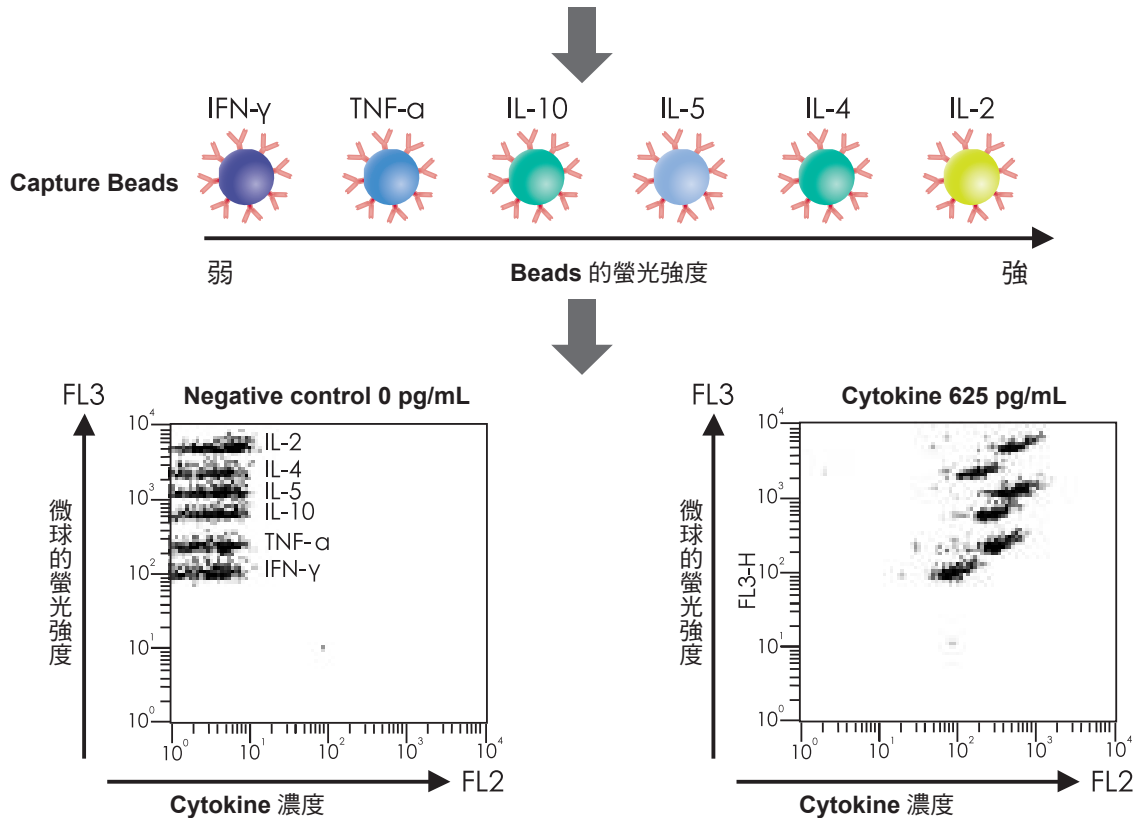 IFN-γ TNF-α IL-10 IL-5 IL-4 IL-2
Capture Beads
弱 Beads 的螢光強度 強
FL3 Negative control 0 pg/mL
微球的螢光強度
10⁴
10³
10²
10¹
10⁰
IL-2
IL-4
IL-5
IL-10
TNF-α
IFN-γ
10⁰ 10¹ 10² 10³ 10⁴
FL2
Cytokine 濃度
FL3 Cytokine 625 pg/mL
微球的螢光強度
FL3-H
10⁴
10³
10²
10¹
10⁰
10⁰ 10¹ 10² 10³ 10⁴
FL2
Cytokine 濃度